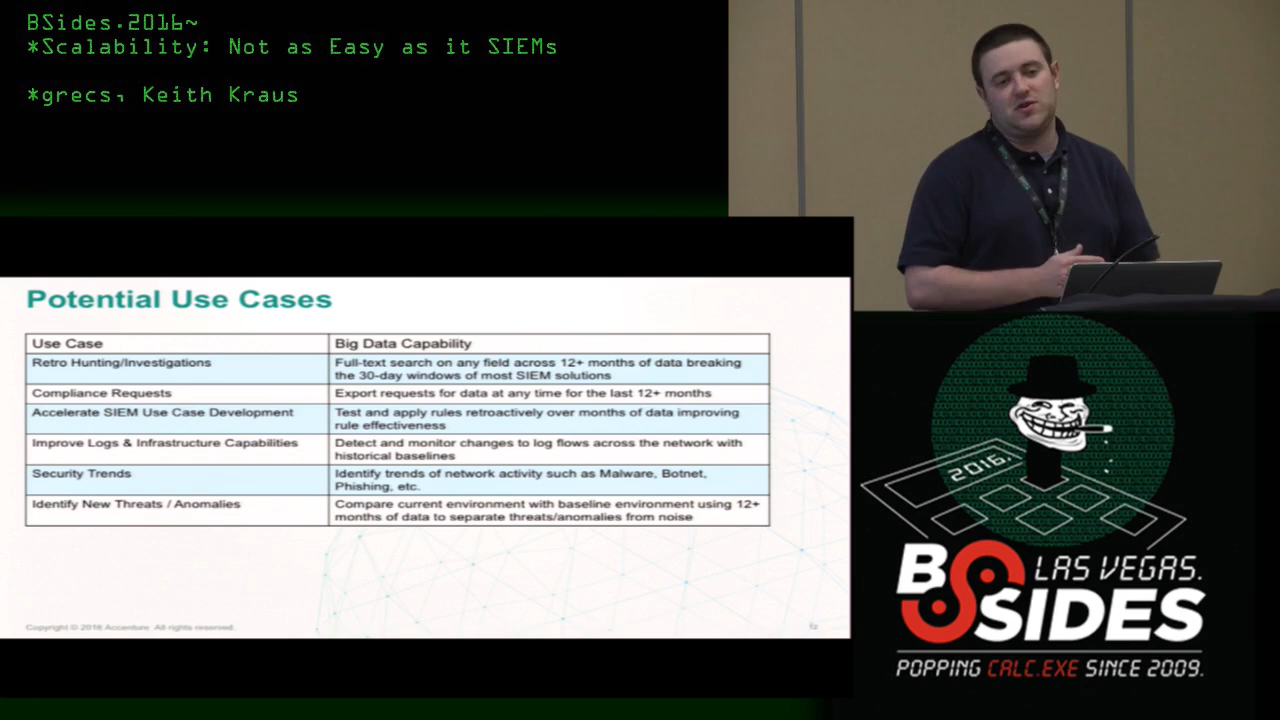 BSides.2016~
*Scalability: Not as Easy as it SIEMs
*grecs, Keith Kraus
Potential Use Cases
Use Case
Big Data Capability
Retro Hunting/Investigations
Full-text search on any field across 12+ months of data breaking
the 30-day windows of most SIEM solutions
Compliance Requests
Export requests for data at any time for the last 12+ months
Accelerate SIEM Use Case Development
Test and apply rules retroactively over months of data improving
rule effectiveness
Improve Logs & Infrastructure Capabilities
Detect and monitor changes to log flows across the network with
historical baselines
Security Trends
Identify trends of network activity such as Malware, Botnet,
Phishing, etc.
Identify New Threats / Anomalies
Compare current environment with baseline environment using 12+
months of data to separate threats/anomalies from noise
Copyright © 2016 Accenture All rights reserved.
12
2016.
BSIDES
LAS VEGAS.
POPPING CALC.EXE SINCE 2009.